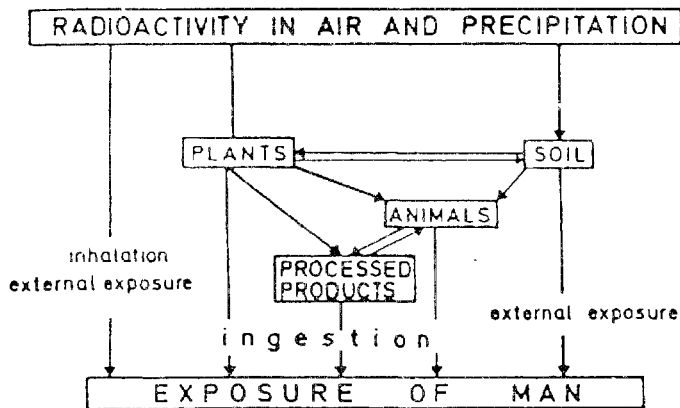 RADIOACTIVITY IN AIR AND PRECIPITATION
PLANTS
SOIL
ANIMALS
inhalation
external exposure
PROCESSED
PRODUCTS
external exposure
ingestion
EXPOSURE OF MAN